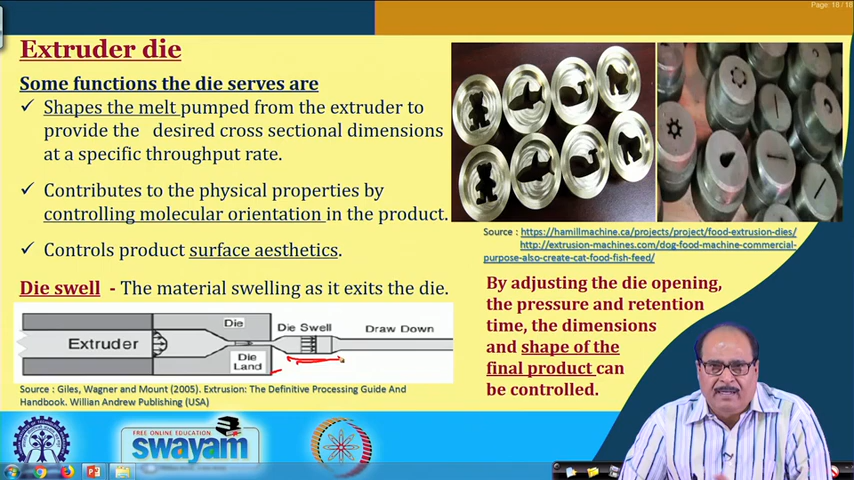 Page: 18 / 18
Extruder die
Some functions the die serves are
✓ Shapes the melt pumped from the extruder to
provide the desired cross sectional dimensions
at a specific throughput rate.
✓ Contributes to the physical properties by
controlling molecular orientation in the product.
✓ Controls product surface aesthetics.
Die swell - The material swelling as it exits the die.
Extruder
Die
Die
Land
Die Swell
Draw Down
Source : Giles, Wagner and Mount (2005). Extrusion: The Definitive Processing Guide And
Handbook. Willian Andrew Publishing (USA)
Source : https://hamillmachine.ca/projects/project/food-extrusion-dies/
http://extrusion-machines.com/dog-food-machine-commercial-
purpose-also-create-cat-food-fish-feed/
By adjusting the die opening,
the pressure and retention
time, the dimensions
and shape of the
final product can
be controlled.
FREE ONLINE EDUCATION
swayam